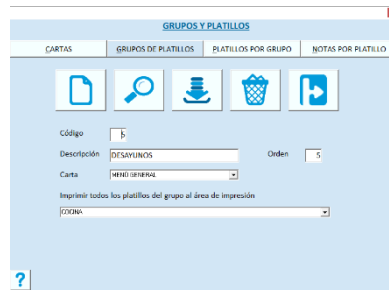 GRUPOS Y PLATILLOS
CARTAS GRUPOS DE PLATILLOS PLATILLOS POR GRUPO NOTAS POR PLATILLO
Código 5
Descripción DESAYUNOS Orden 5
Carta MENÚ GENERAL
Imprimir todos los platillos del grupo al área de impresión
COCINA
?